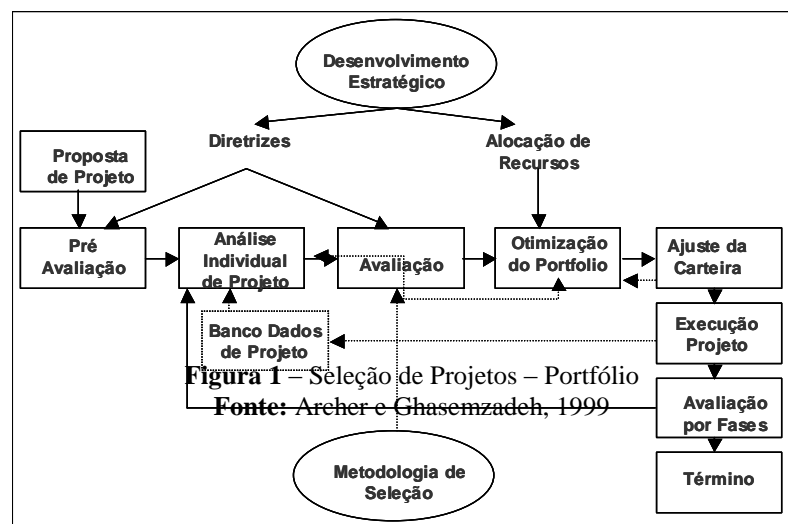 Desenvolvimento
Estratégico
Diretrizes
Alocação de
Recursos
Proposta
de Projeto
Pré
Avaliação
Análise
Individual
de Projeto
Avaliação
Otimização
do Portfolio
Ajuste da
Carteira
Banco Dados
de Projeto
Execução
Projeto
Figura 1 – Seleção de Projetos – Portfólio
Fonte: Archer e Ghasemzadeh, 1999
Avaliação
por Fases
Metodologia de
Seleção
Término